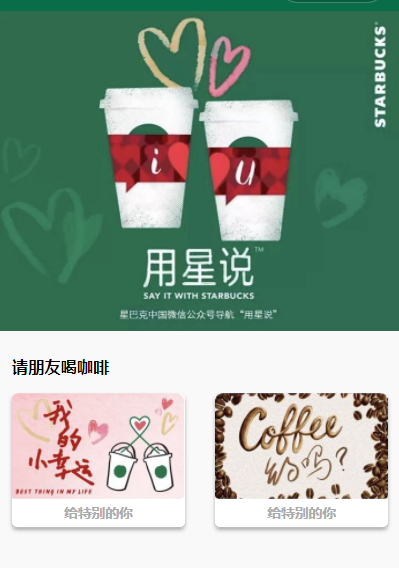 STARBUCKS®
i
U
用星说™
SAY IT WITH STARBUCKS
星巴克中国微信公众号导航“用星说”
请朋友喝咖啡
我
的
小幸运
BEST THING IN MY LIFE
给特别的你
Coffee
约吗?
给特别的你